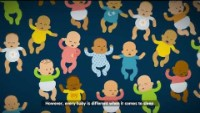 However, every baby is different when it comes to sleep